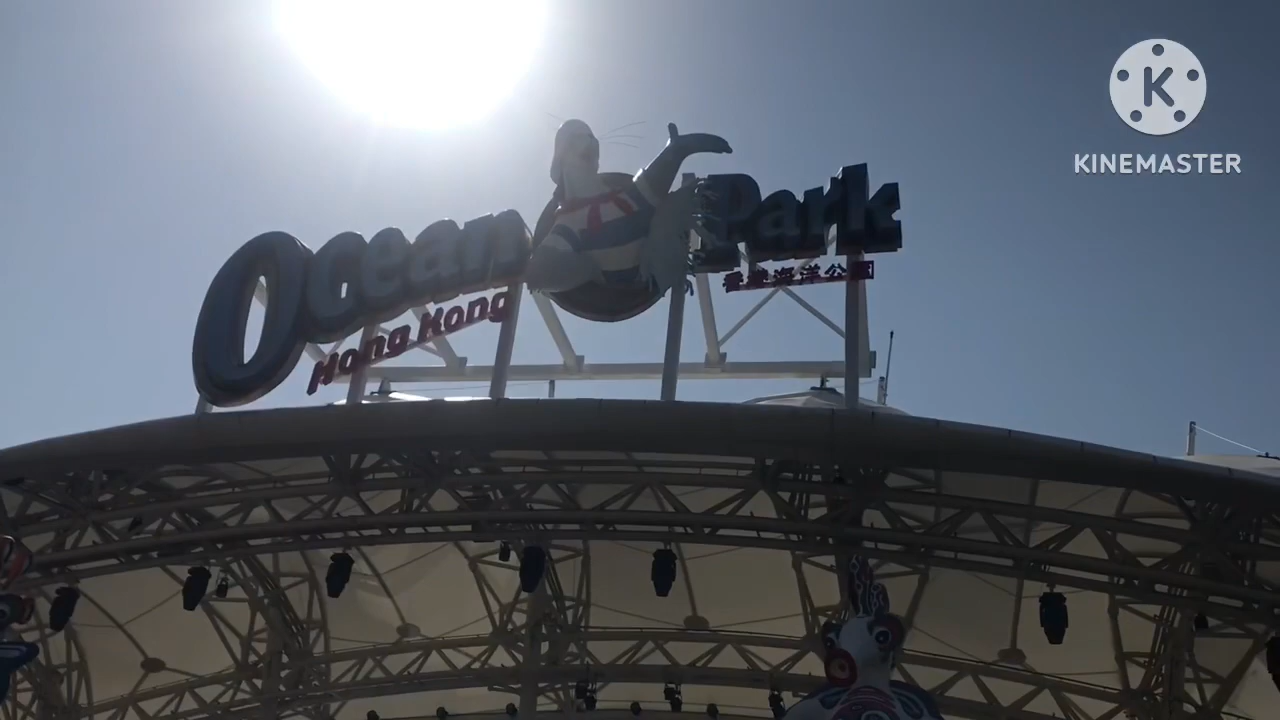 Ocean Park
Hong Kong
香港海洋公園
K
KINEMASTER